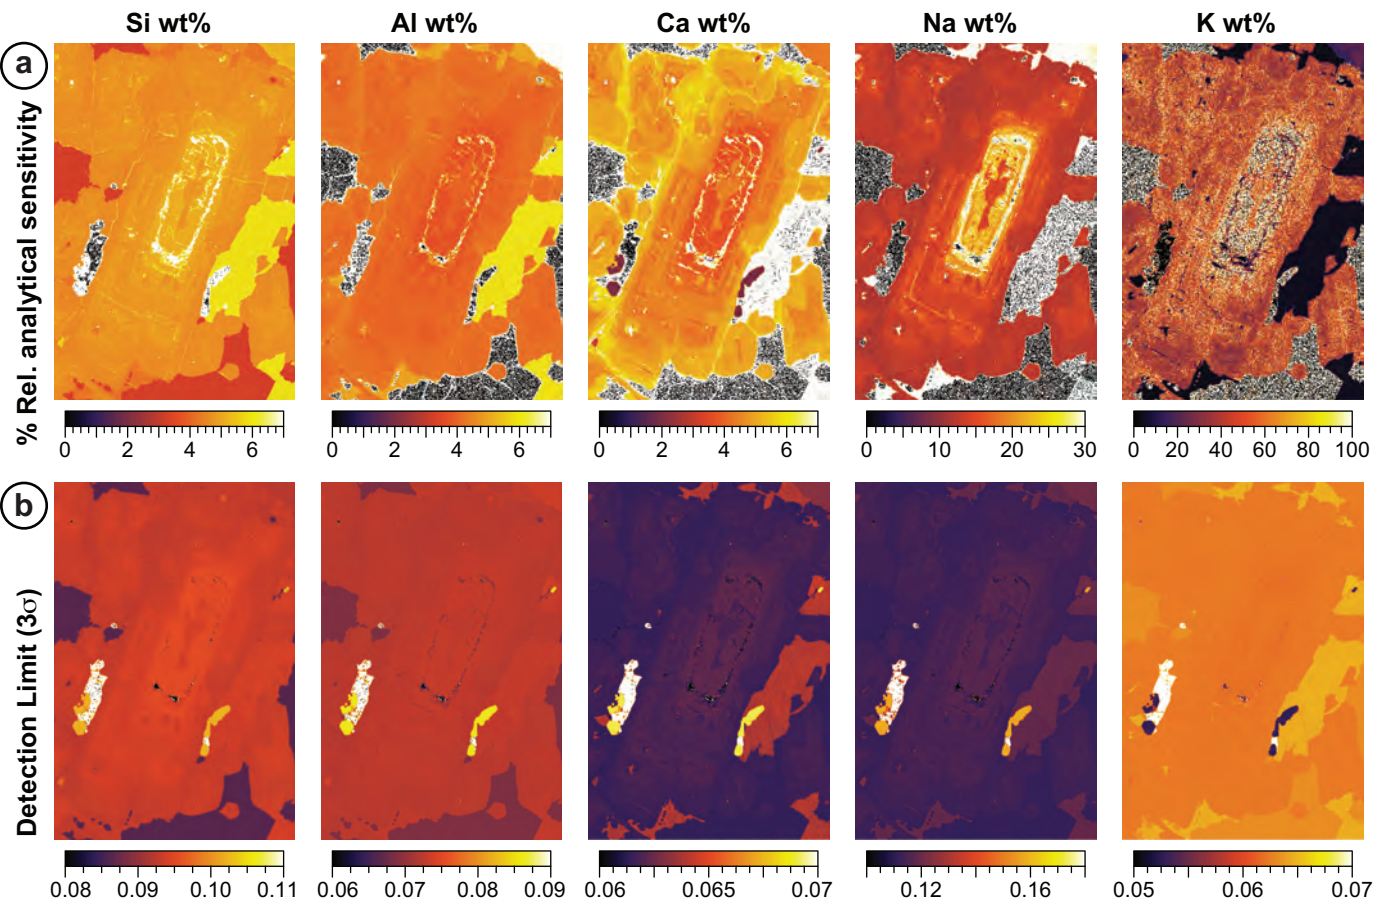 Si wt% Al wt% Ca wt% Na wt% K wt%
a
% Rel. analytical sensitivity
0 2 4 6 0 2 4 6 0 2 4 6 0 10 20 30 0 20 40 60 80 100
b
Detection Limit (3σ)
0.08 0.09 0.10 0.11 0.06 0.07 0.08 0.09 0.06 0.065 0.07 0.12 0.16 0.05 0.06 0.07